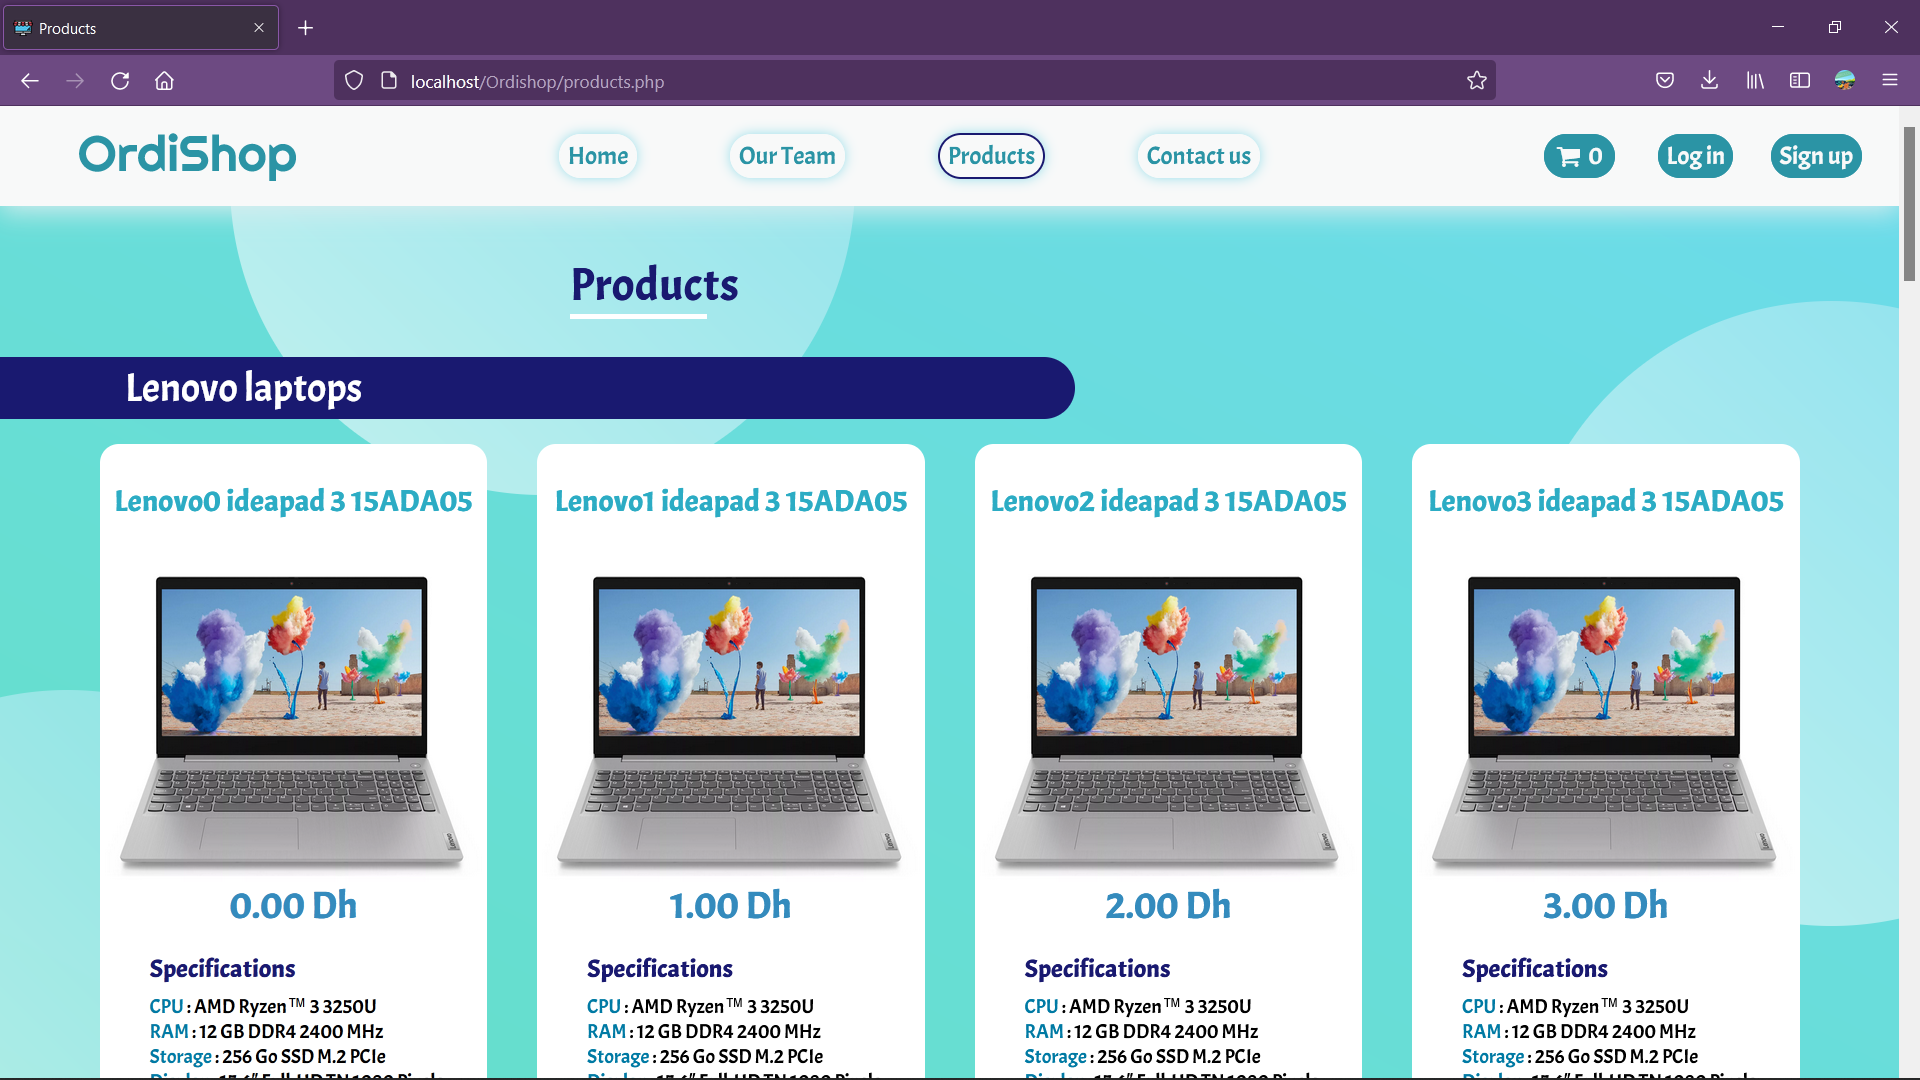 Products
localhost/Ordishop/products.php
OrdiShop
Home
Our Team
Products
Contact us
0
Log in
Sign up
Products
Lenovo laptops
Lenovo0 ideapad 3 15ADA05
Lenovo1 ideapad 3 15ADA05
Lenovo2 ideapad 3 15ADA05
Lenovo3 ideapad 3 15ADA05
Lenovo
Lenovo
Lenovo
Lenovo
0.00 Dh
1.00 Dh
2.00 Dh
3.00 Dh
Specifications
CPU : AMD Ryzen™ 3 3250U
RAM : 12 GB DDR4 2400 MHz
Storage : 256 Go SSD M.2 PCIe
Specifications
CPU : AMD Ryzen™ 3 3250U
RAM : 12 GB DDR4 2400 MHz
Storage : 256 Go SSD M.2 PCIe
Specifications
CPU : AMD Ryzen™ 3 3250U
RAM : 12 GB DDR4 2400 MHz
Storage : 256 Go SSD M.2 PCIe
Specifications
CPU : AMD Ryzen™ 3 3250U
RAM : 12 GB DDR4 2400 MHz
Storage : 256 Go SSD M.2 PCIe